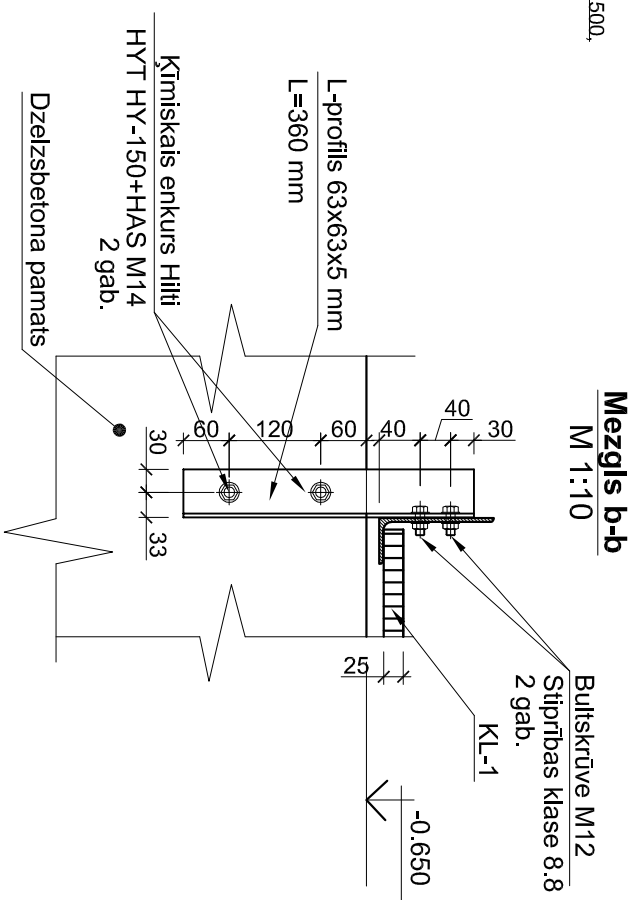 500,
Mezgls b-b
M 1:10
Bultskrūve M12
Stiprības klase 8.8
2 gab.
KL-1
-0.650
L-profils 63x63x5 mm
L=360 mm
Ķīmiskais enkurs Hilti
HYT HY-150+HAS M14
2 gab.
Dzelzsbetona pamats
60
120
60
40
40
30
30
33
25